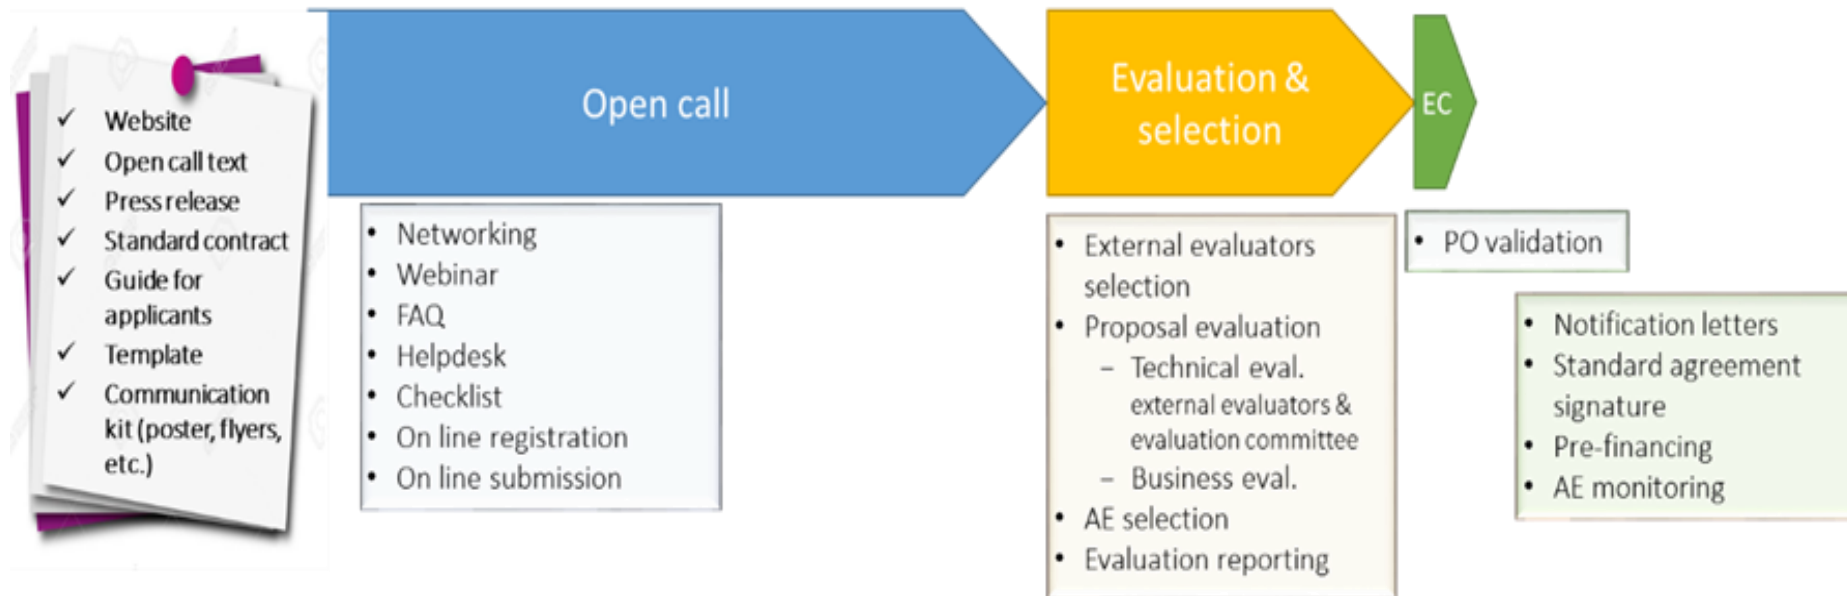 ✓ Website
✓ Open call text
✓ Press release
✓ Standard contract
✓ Guide for
applicants
✓ Template
✓ Communication
kit (poster, flyers,
etc.)
Open call
• Networking
• Webinar
• FAQ
• Helpdesk
• Checklist
• On line registration
• On line submission
Evaluation &
selection
• External evaluators
selection
• Proposal evaluation
– Technical eval.
external evaluators &
evaluation committee
– Business eval.
• AE selection
• Evaluation reporting
EC
• PO validation
• Notification letters
• Standard agreement
signature
• Pre-financing
• AE monitoring